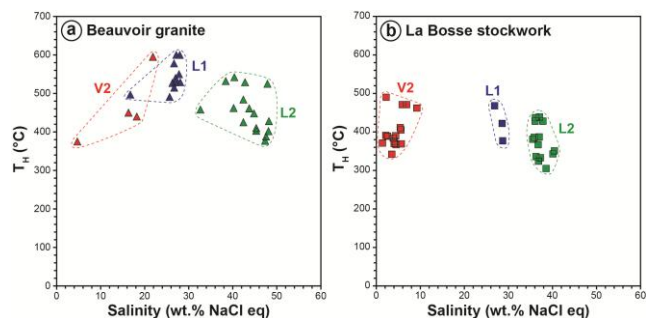 a Beauvoir granite
700
600
500
400
300
200
100
0
T_H (°C)
V2
L1
L2
0 10 20 30 40 50 60
Salinity (wt.% NaCl eq)
b La Bosse stockwork
700
600
500
400
300
200
100
0
T_H (°C)
V2
L1
L2
0 10 20 30 40 50 60
Salinity (wt.% NaCl eq)